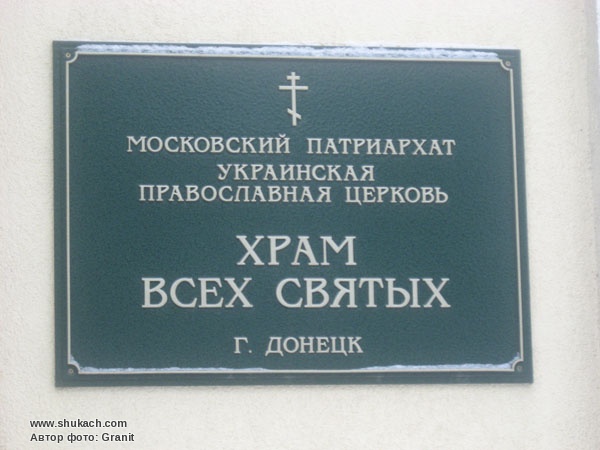 МОСКОВСКИЙ ПАТРИАРХАТ
УКРАИНСКАЯ
ПРАВОСЛАВНАЯ ЦЕРКОВЬ
ХРАМ
ВСЕХ СВЯТЫХ
Г. ДОНЕЦК
www.shukach.com
Автор фото: Granit